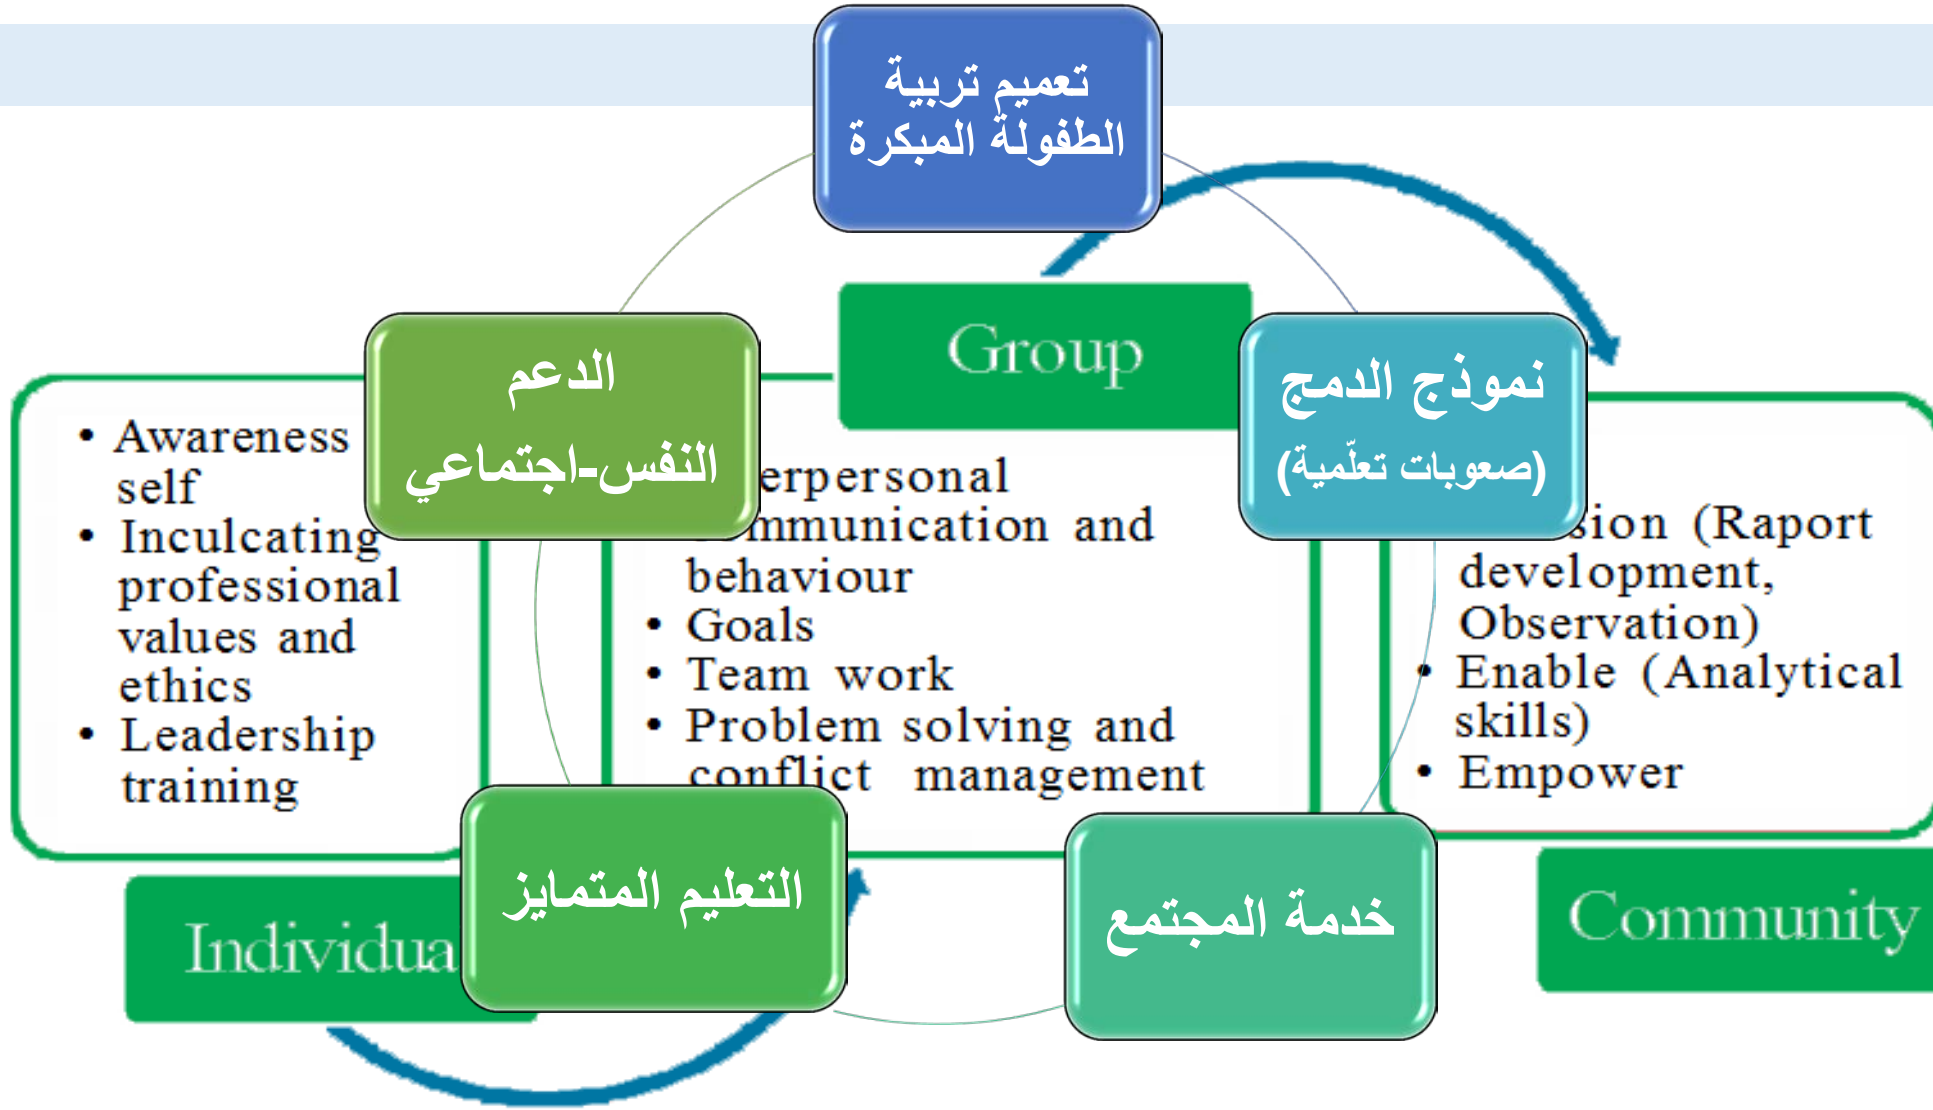 تعميم تربية
الطفولة المبكرة
الدعم
النفس-اجتماعي
Group
نموذج الدمج
(صعوبات تعلّمية)
• Awareness
self
• Inculcating
professional
values and
ethics
• Leadership
training
erpersonal
mmunication and
behaviour
• Goals
• Team work
• Problem solving and
conflict management
sion (Raport
development,
Observation)
• Enable (Analytical
skills)
• Empower
التعليم المتمايز
خدمة المجتمع
Individua
Community